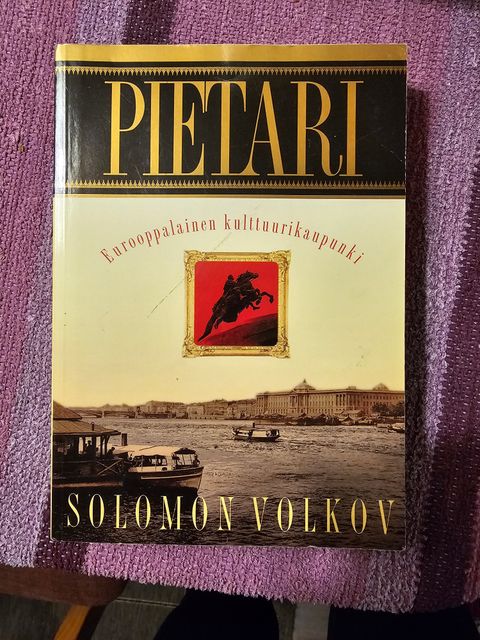 PIETARI
Eurooppalainen kulttuurikaupunki
SOLOMON VOLKOV